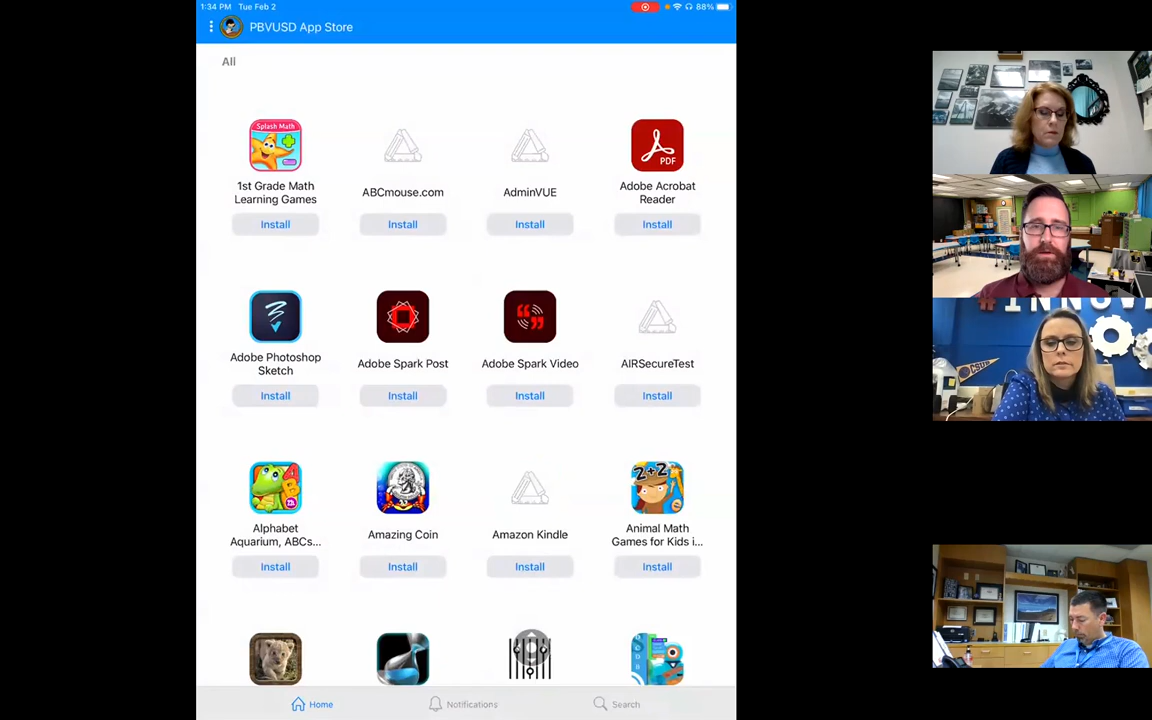 1:34 PM Tue Feb 2
88%
PBVUSD App Store
All
Splash Math
1st Grade Math
Learning Games
Install
ABCmouse.com
Install
AdminVUE
Install
PDF
Adobe Acrobat
Reader
Install
Adobe Photoshop
Sketch
Install
Adobe Spark Post
Install
Adobe Spark Video
Install
AIRSecureTest
Install
Alphabet
Aquarium, ABCs...
Install
Amazing Coin
Install
Amazon Kindle
Install
2+2
Animal Math
Games for Kids i...
Install
Home
Notifications
Search
CSUB